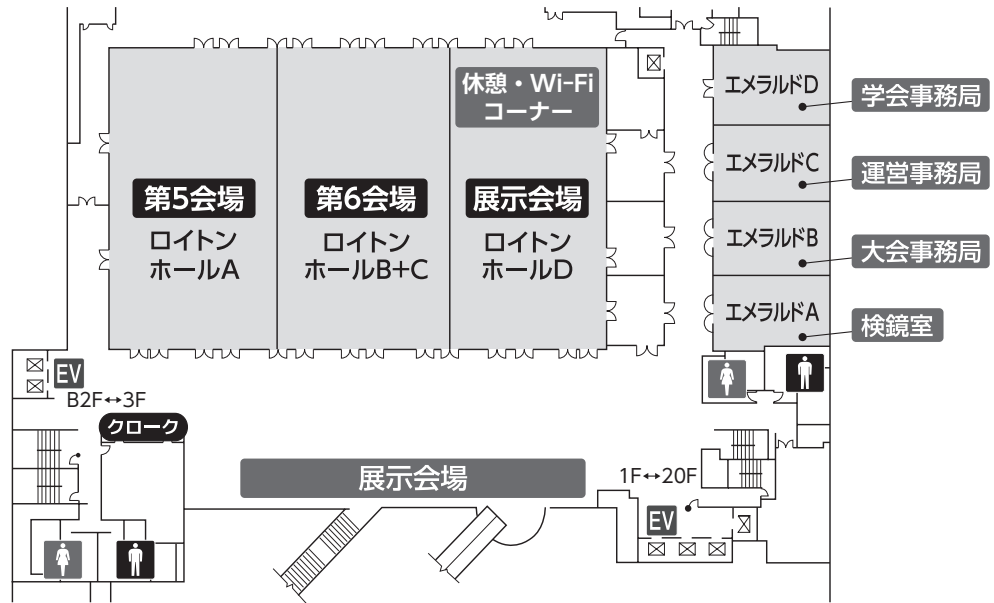 休憩・Wi-Fi
コーナー
エメラルドD
学会事務局
エメラルドC
運営事務局
第5会場
第6会場
展示会場
ロイトン
ホールA
ロイトン
ホールB+C
ロイトン
ホールD
エメラルドB
大会事務局
エメラルドA
検鏡室
EV
B2F↔3F
クローク
展示会場
1F↔20F
EV